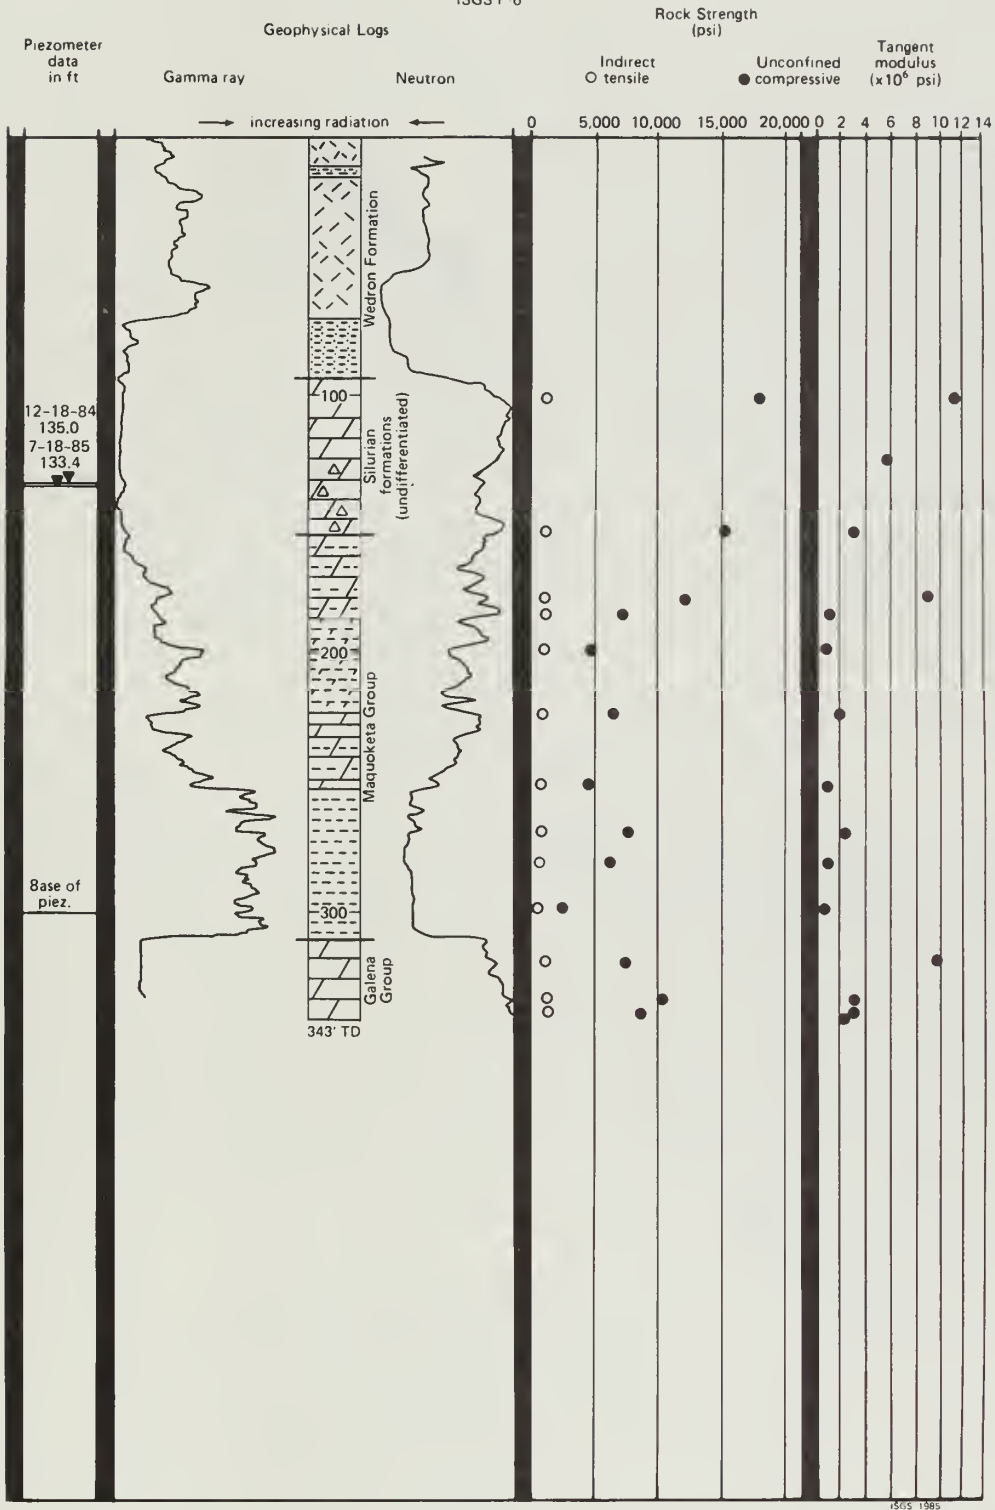 ISGS F-6
Rock Strength
(psi)
Geophysical Logs
Piezometer
data
in ft
Gamma ray
Neutron
Indirect
O tensile
Unconfined
● compressive
Tangent
modulus
(x10⁶ psi)
→ increasing radiation ←
0 5,000 10,000 15,000 20,000 0 2 4 6 8 10 12 14
Wedron Formation
100
12-18-84
135.0
7-18-85
133.4
Silurian
formations
(undifferentiated)
200
Maquoketa Group
Base of
piez.
300
Galena
Group
343' TD
ISGS 1985